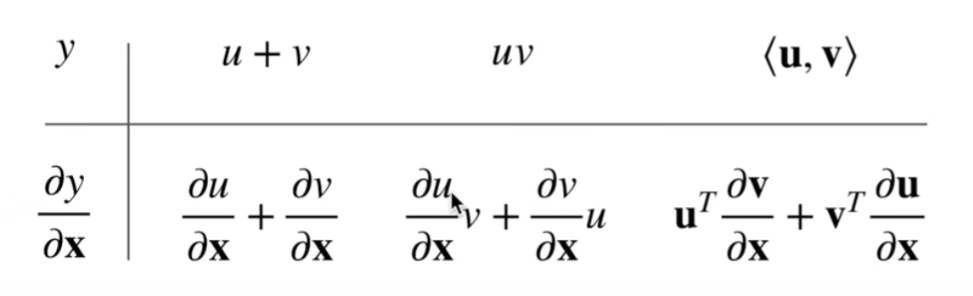 y u + v uv ⟨u, v⟩
∂y/∂x ∂u/∂x + ∂v/∂x ∂u/∂x v + ∂v/∂x u u^T ∂v/∂x + v^T ∂u/∂x